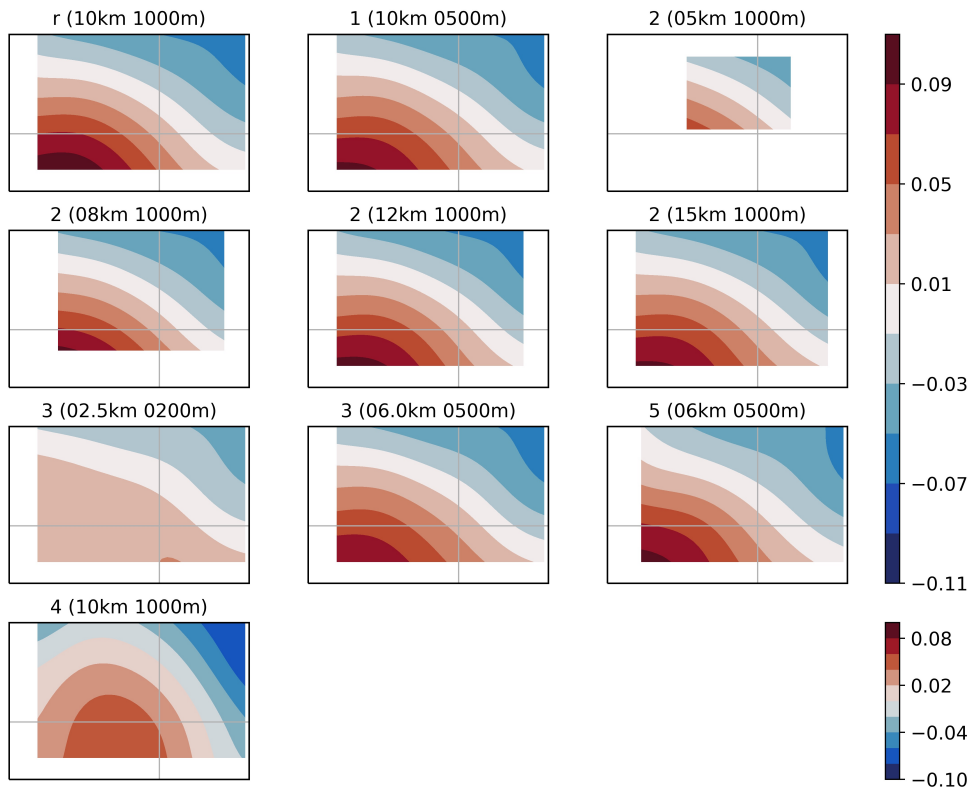 r (10km 1000m)
1 (10km 0500m)
2 (05km 1000m)
2 (08km 1000m)
2 (12km 1000m)
2 (15km 1000m)
3 (02.5km 0200m)
3 (06.0km 0500m)
5 (06km 0500m)
4 (10km 1000m)
0.09
0.05
0.01
−0.03
−0.07
−0.11
0.08
0.02
−0.04
−0.10